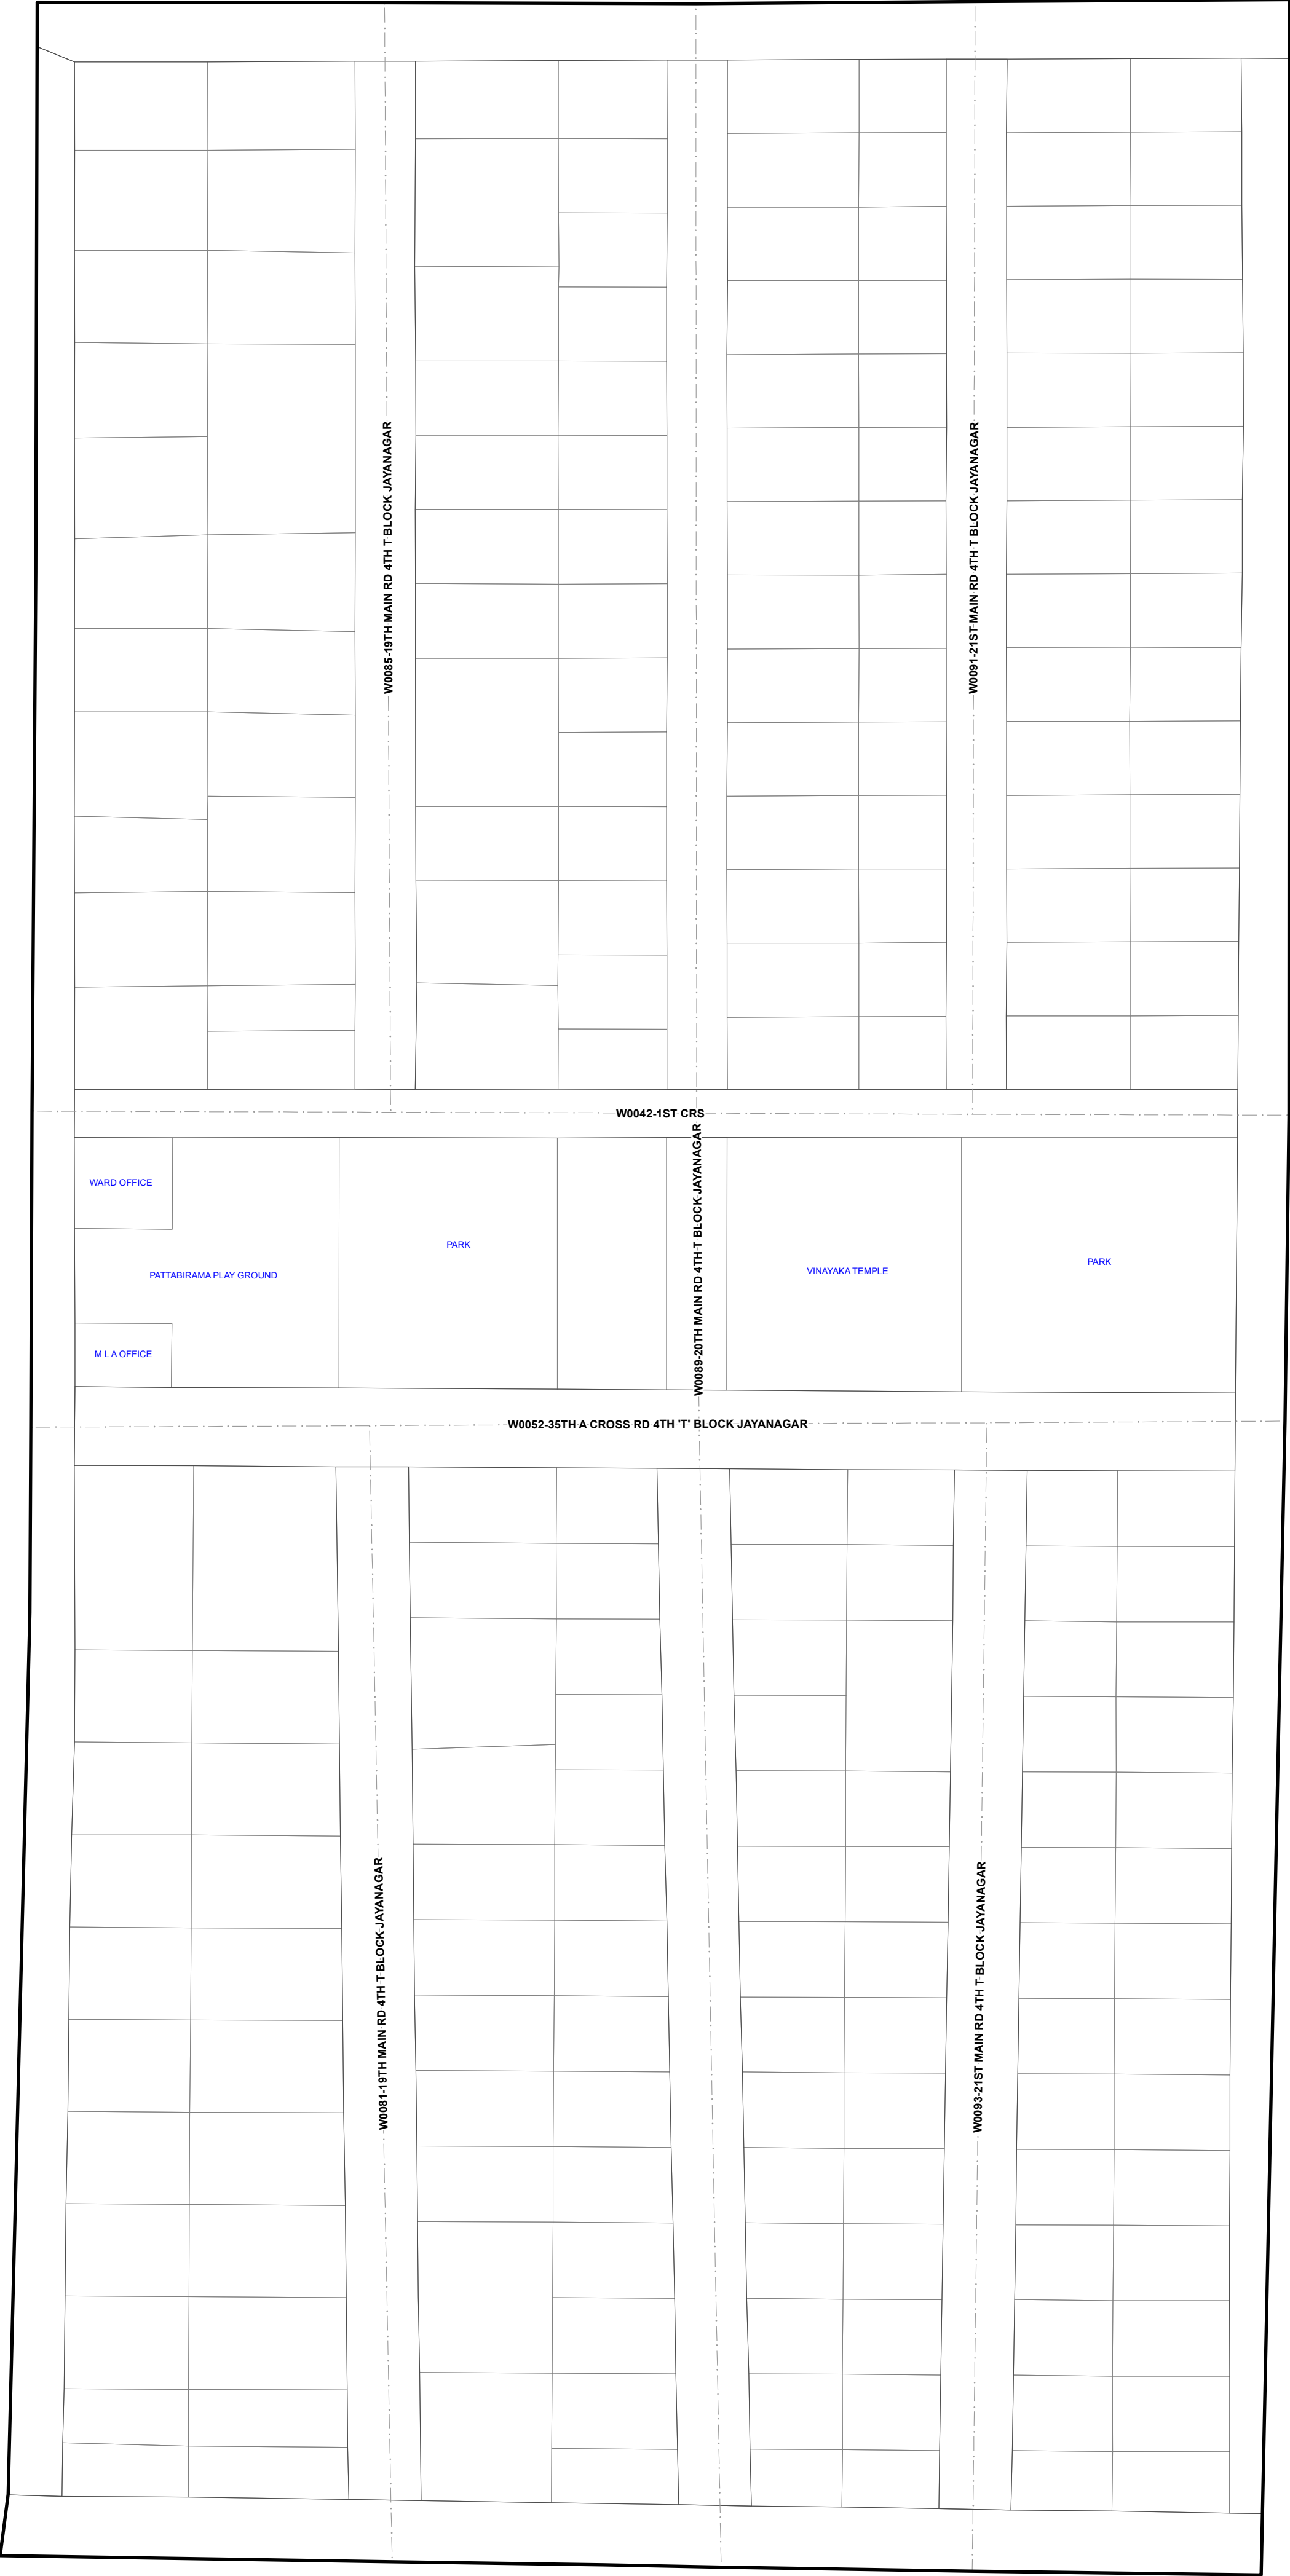 W0085-19TH MAIN RD 4TH T BLOCK JAYANAGAR
W0091-21ST MAIN RD 4TH T BLOCK JAYANAGAR
W0042-1ST CRS
W0089-20TH MAIN RD 4TH T BLOCK JAYANAGAR
WARD OFFICE
PARK
PATTABIRAMA PLAY GROUND
VINAYAKA TEMPLE
PARK
M L A OFFICE
W0052-35TH A CROSS RD 4TH 'T' BLOCK JAYANAGAR
W0081-19TH MAIN RD 4TH T BLOCK JAYANAGAR
W0093-21ST MAIN RD 4TH T BLOCK JAYANAGAR